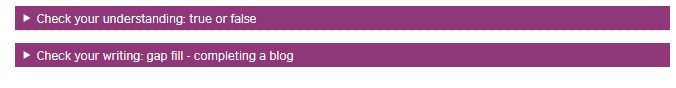 Check your understanding: true or false
Check your writing: gap fill - completing a blog